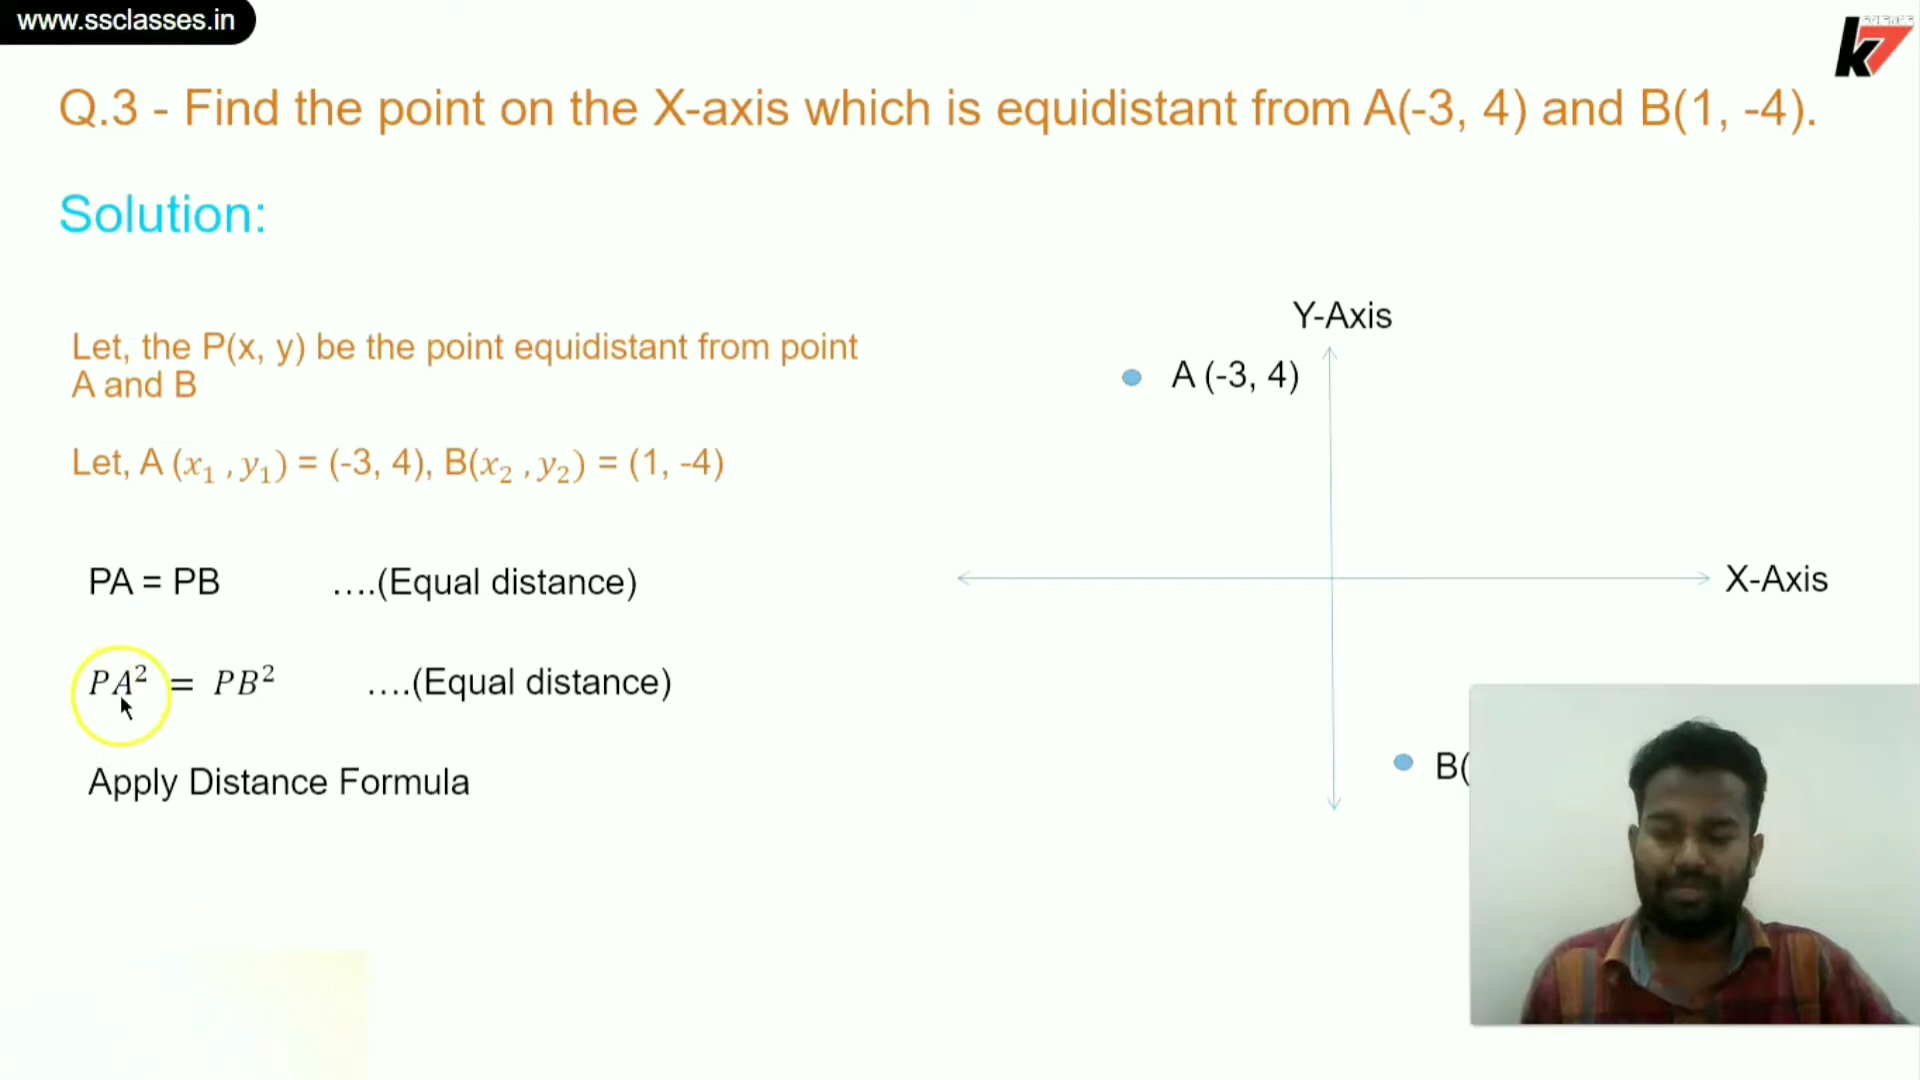 www.ssclasses.in
SCIENCE
k7
Q.3 - Find the point on the X-axis which is equidistant from A(-3, 4) and B(1, -4).
Solution:
Let, the P(x, y) be the point equidistant from point
A and B
Let, A (x₁ , y₁) = (-3, 4), B(x₂ , y₂) = (1, -4)
PA = PB ….(Equal distance)
PA² = PB² ….(Equal distance)
Apply Distance Formula
Y-Axis
A (-3, 4)
X-Axis
B(